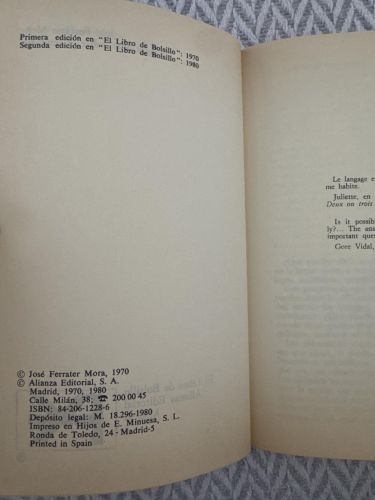 Primera edición en "El Libro de Bolsillo": 1970
Segunda edición en "El Libro de Bolsillo": 1980
© José Ferrater Mora, 1970
© Alianza Editorial, S. A.
Madrid, 1970, 1980
Calle Milán, 38; ☎ 200 00 45
ISBN: 84-206-1228-6
Depósito legal: M. 18.296-1980
Impreso en Hijos de E. Minuesa, S. L.
Ronda de Toledo, 24 - Madrid-5
Printed in Spain
Le langage e
me habite.
Juliette, en
Deux ou trois
Is it possib
ly?... The ans
important ques
Gore Vidal,